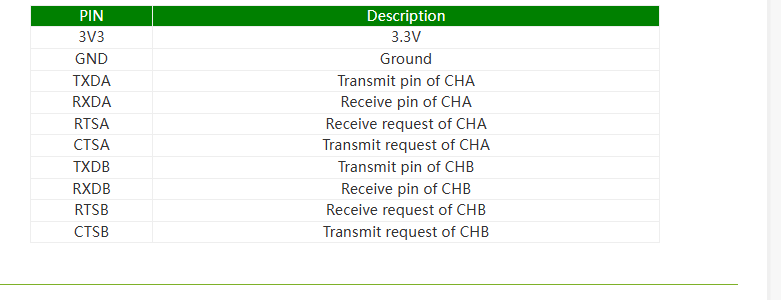 PIN Description
3V3 3.3V
GND Ground
TXDA Transmit pin of CHA
RXDA Receive pin of CHA
RTSA Receive request of CHA
CTSA Transmit request of CHA
TXDB Transmit pin of CHB
RXDB Receive pin of CHB
RTSB Receive request of CHB
CTSB Transmit request of CHB